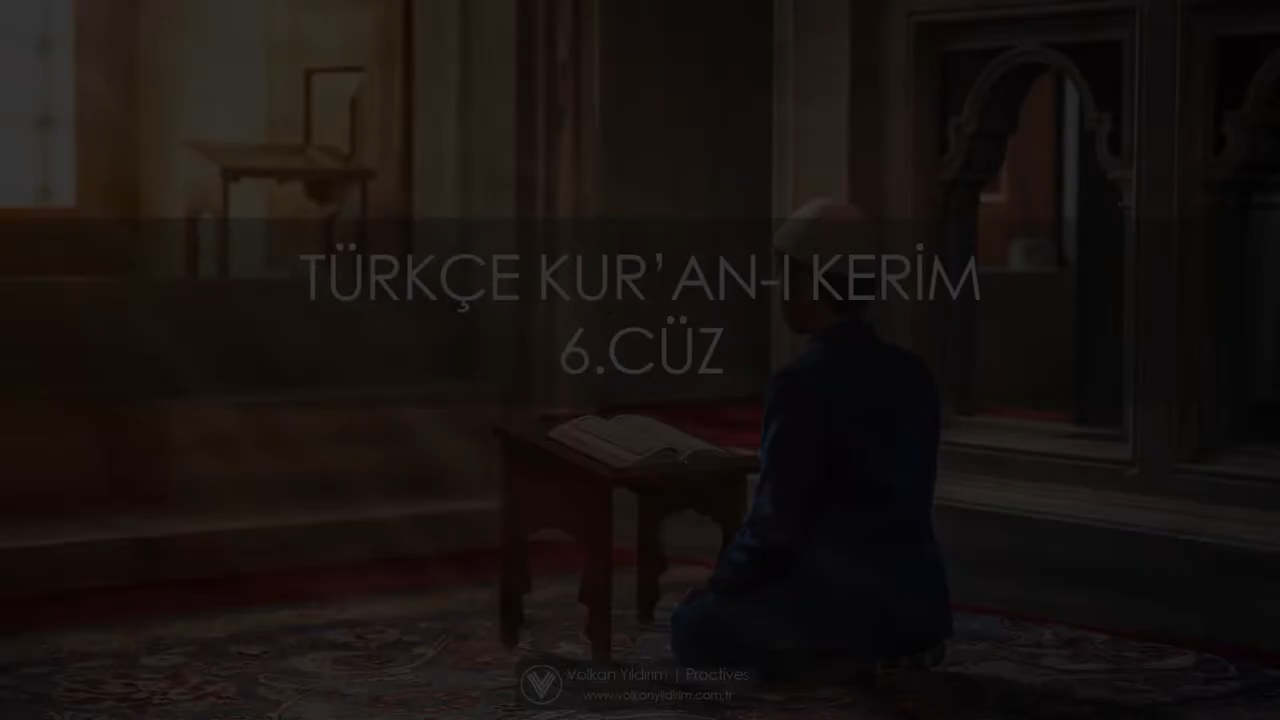 TÜRKÇE KUR’AN-I KERİM
6.CÜZ
Volkan Yıldırım | Proctives
www.volkanyildirim.com.tr